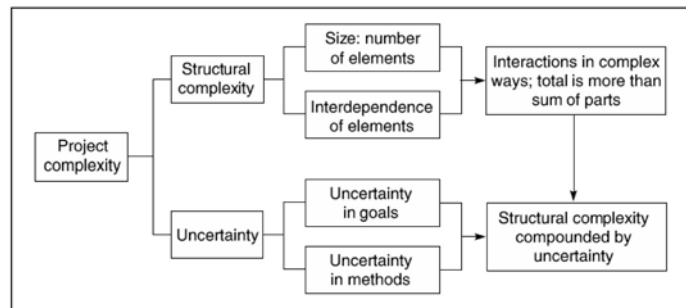 Project
complexity
Structural
complexity
Uncertainty
Size: number
of elements
Interdependence
of elements
Uncertainty
in goals
Uncertainty
in methods
Interactions in complex
ways; total is more than
sum of parts
Structural complexity
compounded by
uncertainty